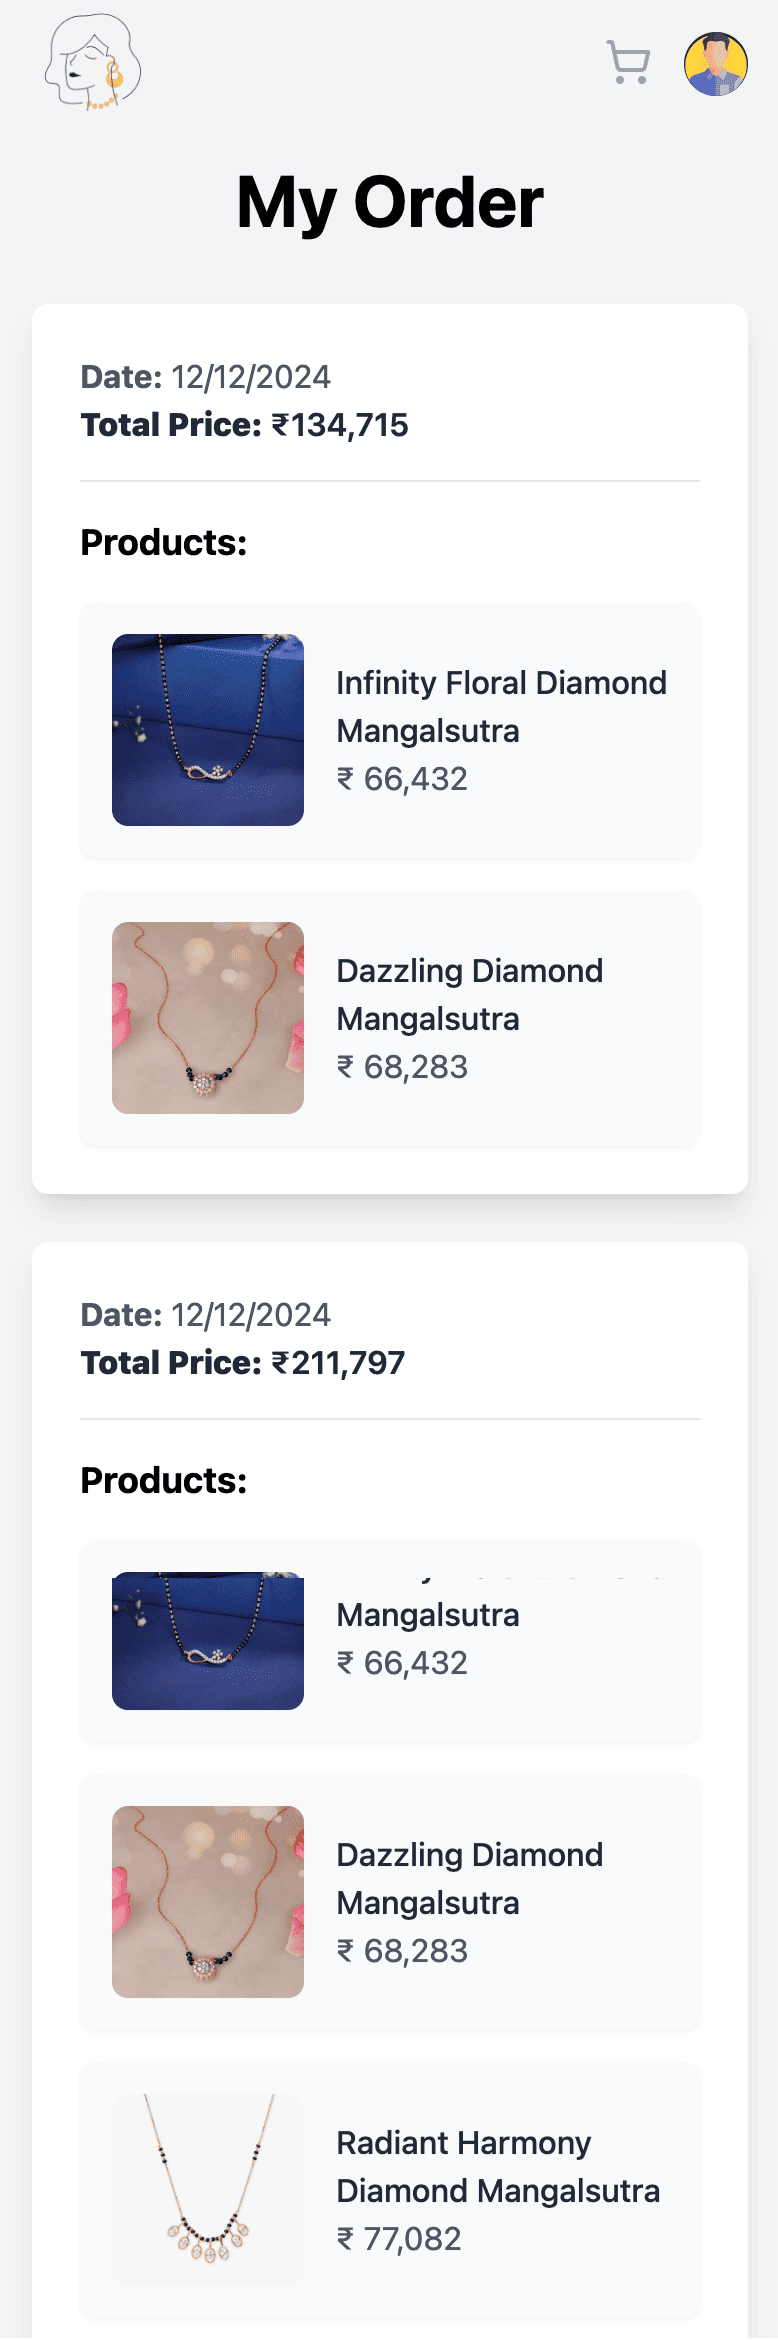 My Order
Date: 12/12/2024
Total Price: ₹134,715
Products:
Infinity Floral Diamond
Mangalsutra
₹ 66,432
Dazzling Diamond
Mangalsutra
₹ 68,283
Date: 12/12/2024
Total Price: ₹211,797
Products:
Mangalsutra
₹ 66,432
Dazzling Diamond
Mangalsutra
₹ 68,283
Radiant Harmony
Diamond Mangalsutra
₹ 77,082